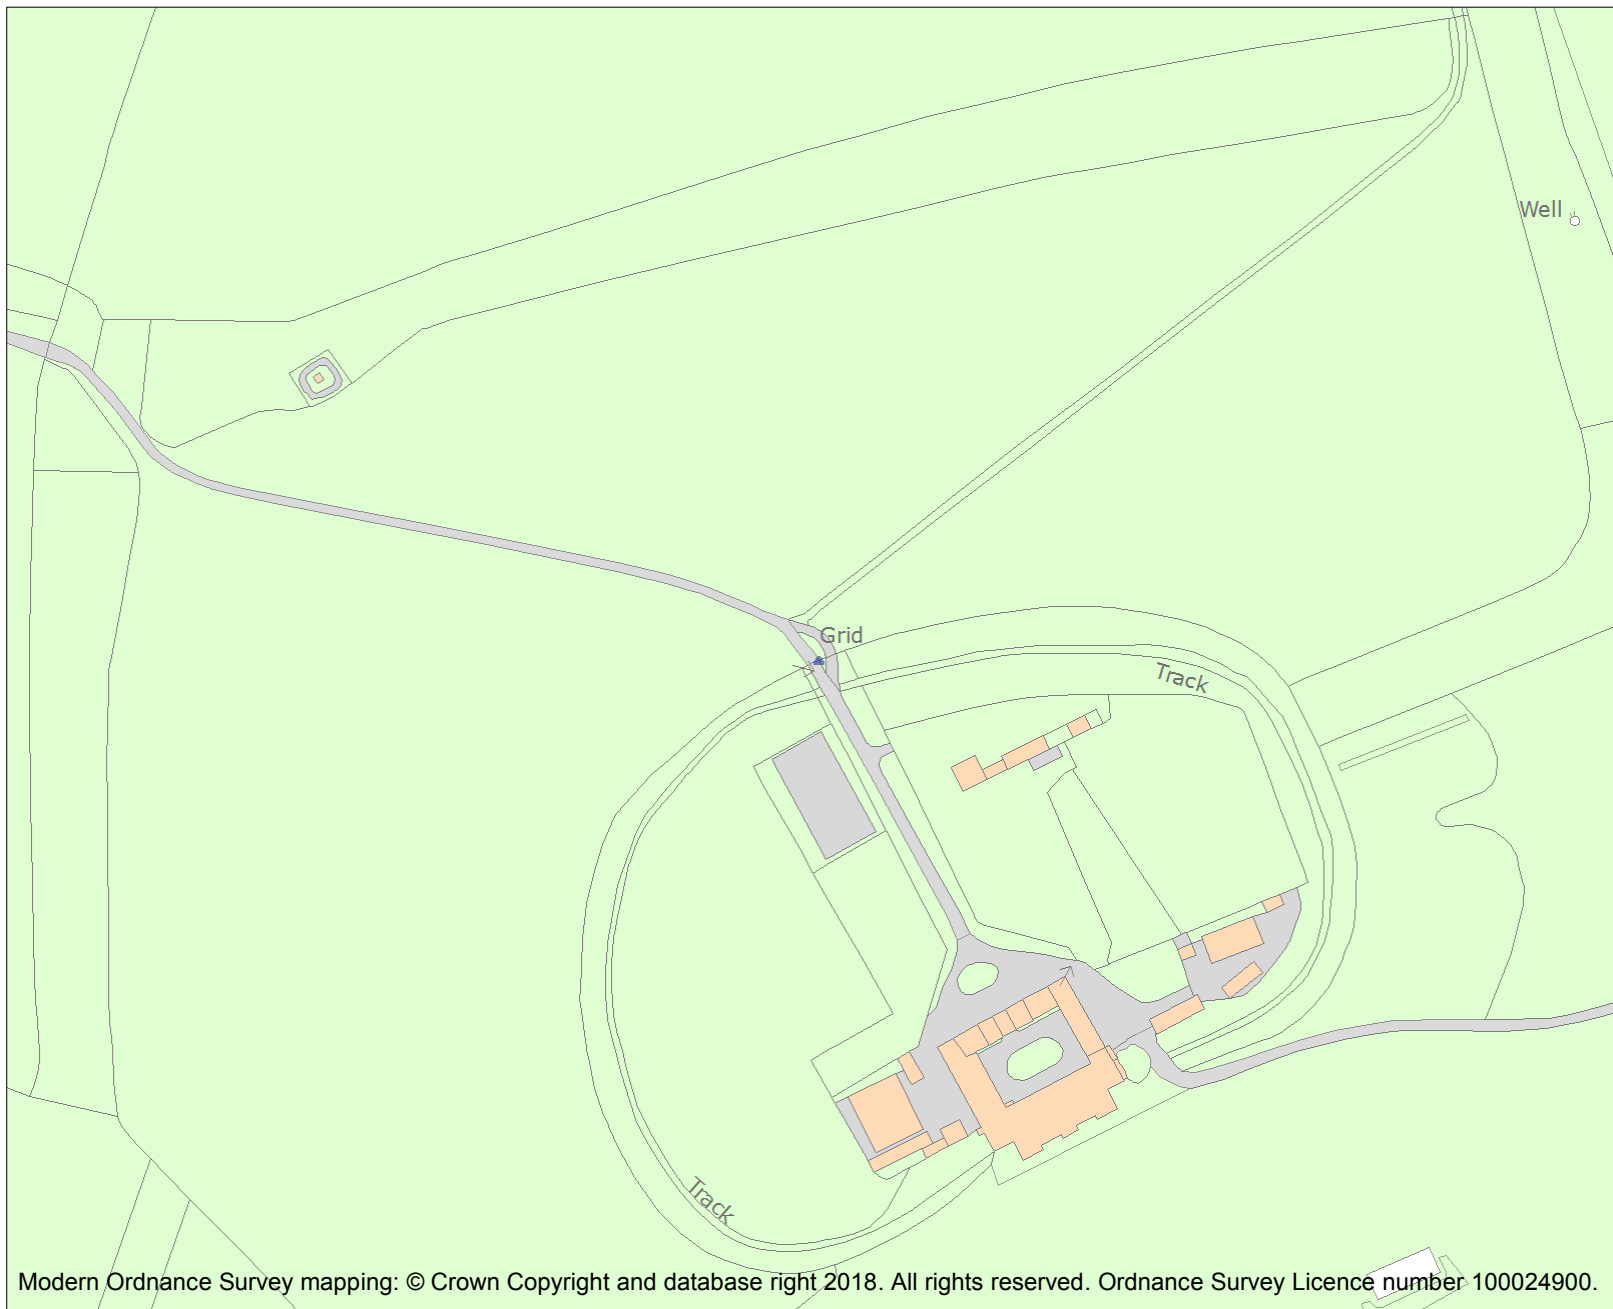 Well
Grid
Track
Track
Modern Ordnance Survey mapping: © Crown Copyright and database right 2018. All rights reserved. Ordnance Survey Licence number 100024900.